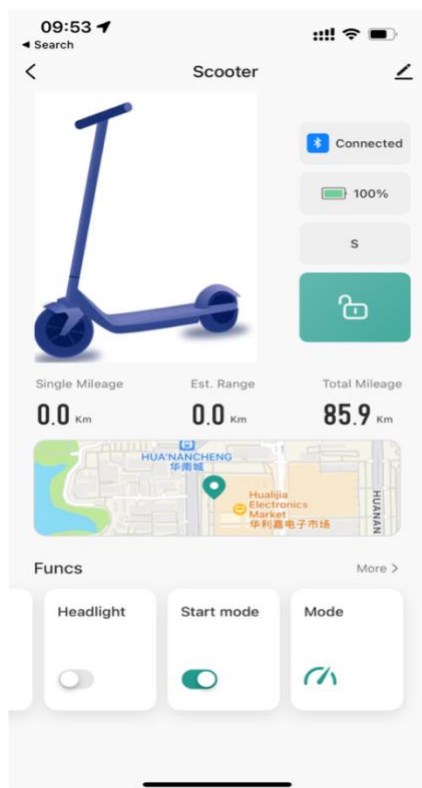 09:53
◄ Search
Scooter
Connected
100%
S
Single Mileage
Est. Range
Total Mileage
0.0 Km
0.0 Km
85.9 Km
HUA'NANCHENG
华南城
Hualijia
Electronics
Market
华利嘉电子市场
HUANAN
Funcs
More >
Headlight
Start mode
Mode